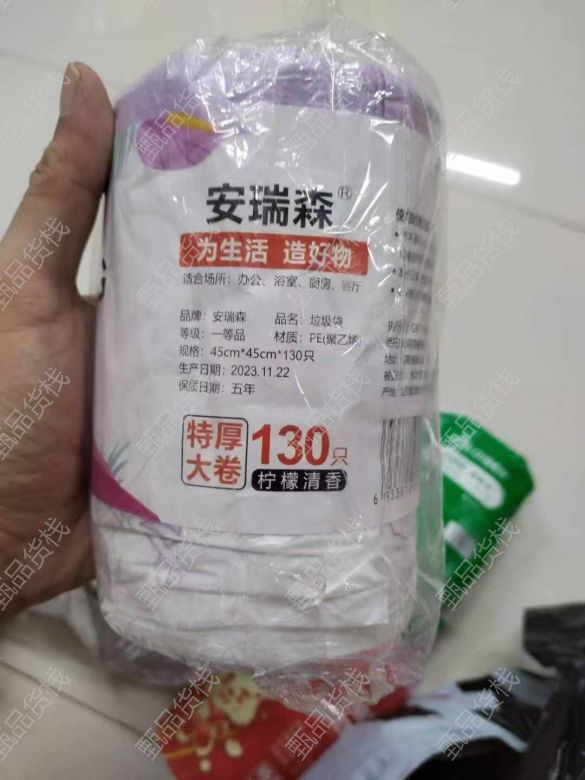 安瑞森®
为生活 造好物
适合场所：办公、浴室、厨房、客厅
品牌：安瑞森 品名：垃圾袋
等级：一等品 材质：PE(聚乙烯)
规格：45cm*45cm*130只
生产日期：2023.11.22
保质日期：五年
特厚
大卷
130只
柠檬清香
甄品货栈